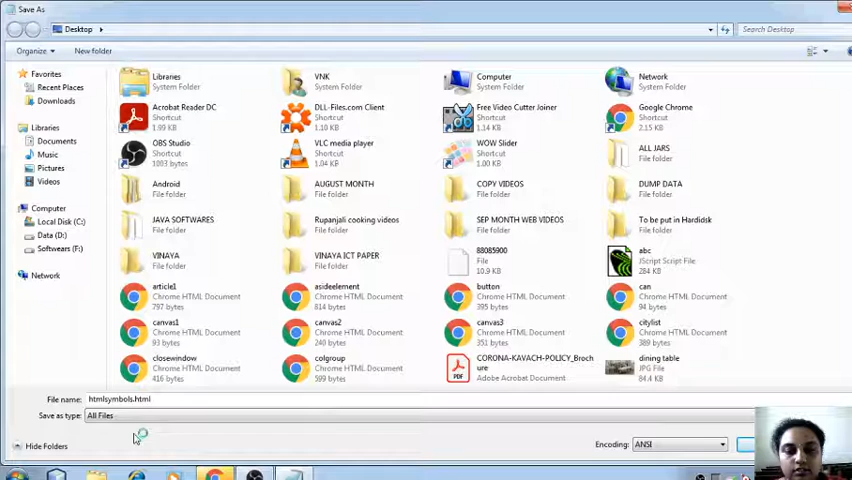 Save As
Desktop
Search Desktop
Organize
New folder
Favorites
Recent Places
Downloads
Libraries
Documents
Music
Pictures
Videos
Computer
Local Disk (C:)
Data (D:)
Softwears (F:)
Network
Libraries
System Folder
VNK
System Folder
Computer
System Folder
Network
System Folder
Acrobat Reader DC
Shortcut
1.99 KB
DLL-Files.com Client
Shortcut
1.10 KB
Free Video Cutter Joiner
Shortcut
1.14 KB
Google Chrome
Shortcut
2.15 KB
OBS Studio
Shortcut
1003 bytes
VLC media player
Shortcut
1.04 KB
WOW Slider
Shortcut
1.00 KB
ALL JARS
File folder
Android
File folder
AUGUST MONTH
File folder
COPY VIDEOS
File folder
DUMP DATA
File folder
JAVA SOFTWARES
File folder
Rupanjali cooking videos
File folder
SEP MONTH WEB VIDEOS
File folder
To be put in Hardidsk
File folder
VINAYA
File folder
VINAYA ICT PAPER
File folder
88085900
File
10.9 KB
abc
JScript Script File
284 KB
article1
Chrome HTML Document
797 bytes
asideelement
Chrome HTML Document
814 bytes
button
Chrome HTML Document
395 bytes
can
Chrome HTML Document
94 bytes
canvas1
Chrome HTML Document
93 bytes
canvas2
Chrome HTML Document
240 bytes
canvas3
Chrome HTML Document
351 bytes
citylist
Chrome HTML Document
389 bytes
closewindow
Chrome HTML Document
416 bytes
colgroup
Chrome HTML Document
599 bytes
CORONA-KAVACH-POLICY_Broch
ure
Adobe Acrobat Document
dining table
JPG File
84.4 KB
File name: htmlsymbols.html
Save as type: All Files
Hide Folders
Encoding: ANSI